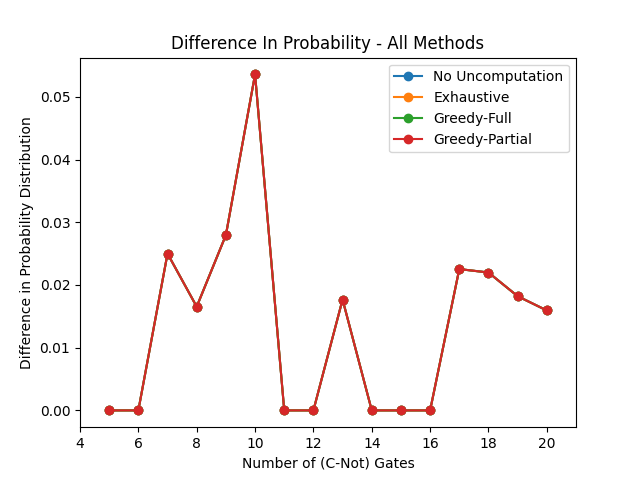 Difference In Probability - All Methods
No Uncomputation
Exhaustive
Greedy-Full
Greedy-Partial
Difference in Probability Distribution
0.05
0.04
0.03
0.02
0.01
0.00
4 6 8 10 12 14 16 18 20
Number of (C-Not) Gates